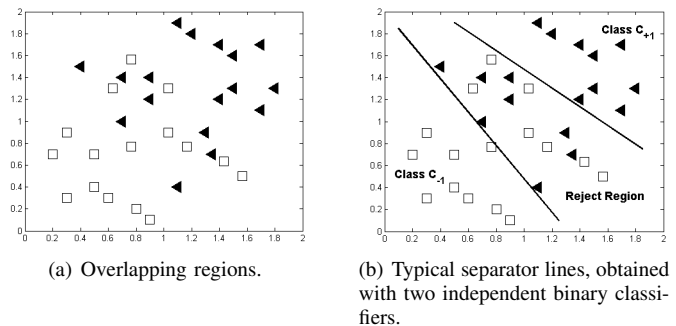 2
1.8
1.6
1.4
1.2
1
0.8
0.6
0.4
0.2
0
0 0.2 0.4 0.6 0.8 1 1.2 1.4 1.6 1.8 2
(a) Overlapping regions.
2
1.8
1.6
1.4
1.2
1
0.8
0.6
0.4
0.2
0
0 0.2 0.4 0.6 0.8 1 1.2 1.4 1.6 1.8 2
Class C+1
Class C-1
Reject Region
(b) Typical separator lines, obtained
with two independent binary classi-
fiers.